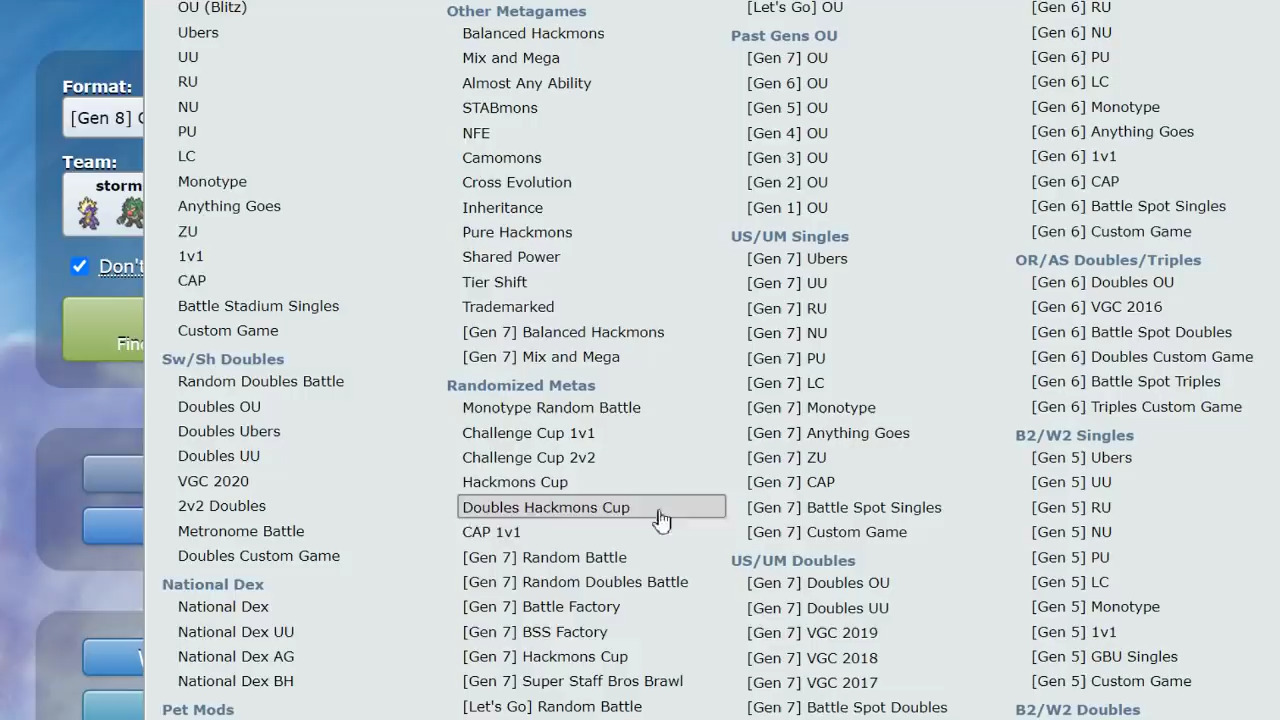 Format:
[Gen 8]
Team:
storm
Don't
Find
OU (Blitz)
Ubers
UU
RU
NU
PU
LC
Monotype
Anything Goes
ZU
1v1
CAP
Battle Stadium Singles
Custom Game
Sw/Sh Doubles
Random Doubles Battle
Doubles OU
Doubles Ubers
Doubles UU
VGC 2020
2v2 Doubles
Metronome Battle
Doubles Custom Game
National Dex
National Dex
National Dex UU
National Dex AG
National Dex BH
Pet Mods
Other Metagames
Balanced Hackmons
Mix and Mega
Almost Any Ability
STABmons
NFE
Camomons
Cross Evolution
Inheritance
Pure Hackmons
Shared Power
Tier Shift
Trademarked
[Gen 7] Balanced Hackmons
[Gen 7] Mix and Mega
Randomized Metas
Monotype Random Battle
Challenge Cup 1v1
Challenge Cup 2v2
Hackmons Cup
Doubles Hackmons Cup
CAP 1v1
[Gen 7] Random Battle
[Gen 7] Random Doubles Battle
[Gen 7] Battle Factory
[Gen 7] BSS Factory
[Gen 7] Hackmons Cup
[Gen 7] Super Staff Bros Brawl
[Let's Go] Random Battle
[Let's Go] OU
Past Gens OU
[Gen 7] OU
[Gen 6] OU
[Gen 5] OU
[Gen 4] OU
[Gen 3] OU
[Gen 2] OU
[Gen 1] OU
US/UM Singles
[Gen 7] Ubers
[Gen 7] UU
[Gen 7] RU
[Gen 7] NU
[Gen 7] PU
[Gen 7] LC
[Gen 7] Monotype
[Gen 7] Anything Goes
[Gen 7] ZU
[Gen 7] CAP
[Gen 7] Battle Spot Singles
[Gen 7] Custom Game
US/UM Doubles
[Gen 7] Doubles OU
[Gen 7] Doubles UU
[Gen 7] VGC 2019
[Gen 7] VGC 2018
[Gen 7] VGC 2017
[Gen 7] Battle Spot Doubles
[Gen 6] RU
[Gen 6] NU
[Gen 6] PU
[Gen 6] LC
[Gen 6] Monotype
[Gen 6] Anything Goes
[Gen 6] 1v1
[Gen 6] CAP
[Gen 6] Battle Spot Singles
[Gen 6] Custom Game
OR/AS Doubles/Triples
[Gen 6] Doubles OU
[Gen 6] VGC 2016
[Gen 6] Battle Spot Doubles
[Gen 6] Doubles Custom Game
[Gen 6] Battle Spot Triples
[Gen 6] Triples Custom Game
B2/W2 Singles
[Gen 5] Ubers
[Gen 5] UU
[Gen 5] RU
[Gen 5] NU
[Gen 5] PU
[Gen 5] LC
[Gen 5] Monotype
[Gen 5] 1v1
[Gen 5] GBU Singles
[Gen 5] Custom Game
B2/W2 Doubles